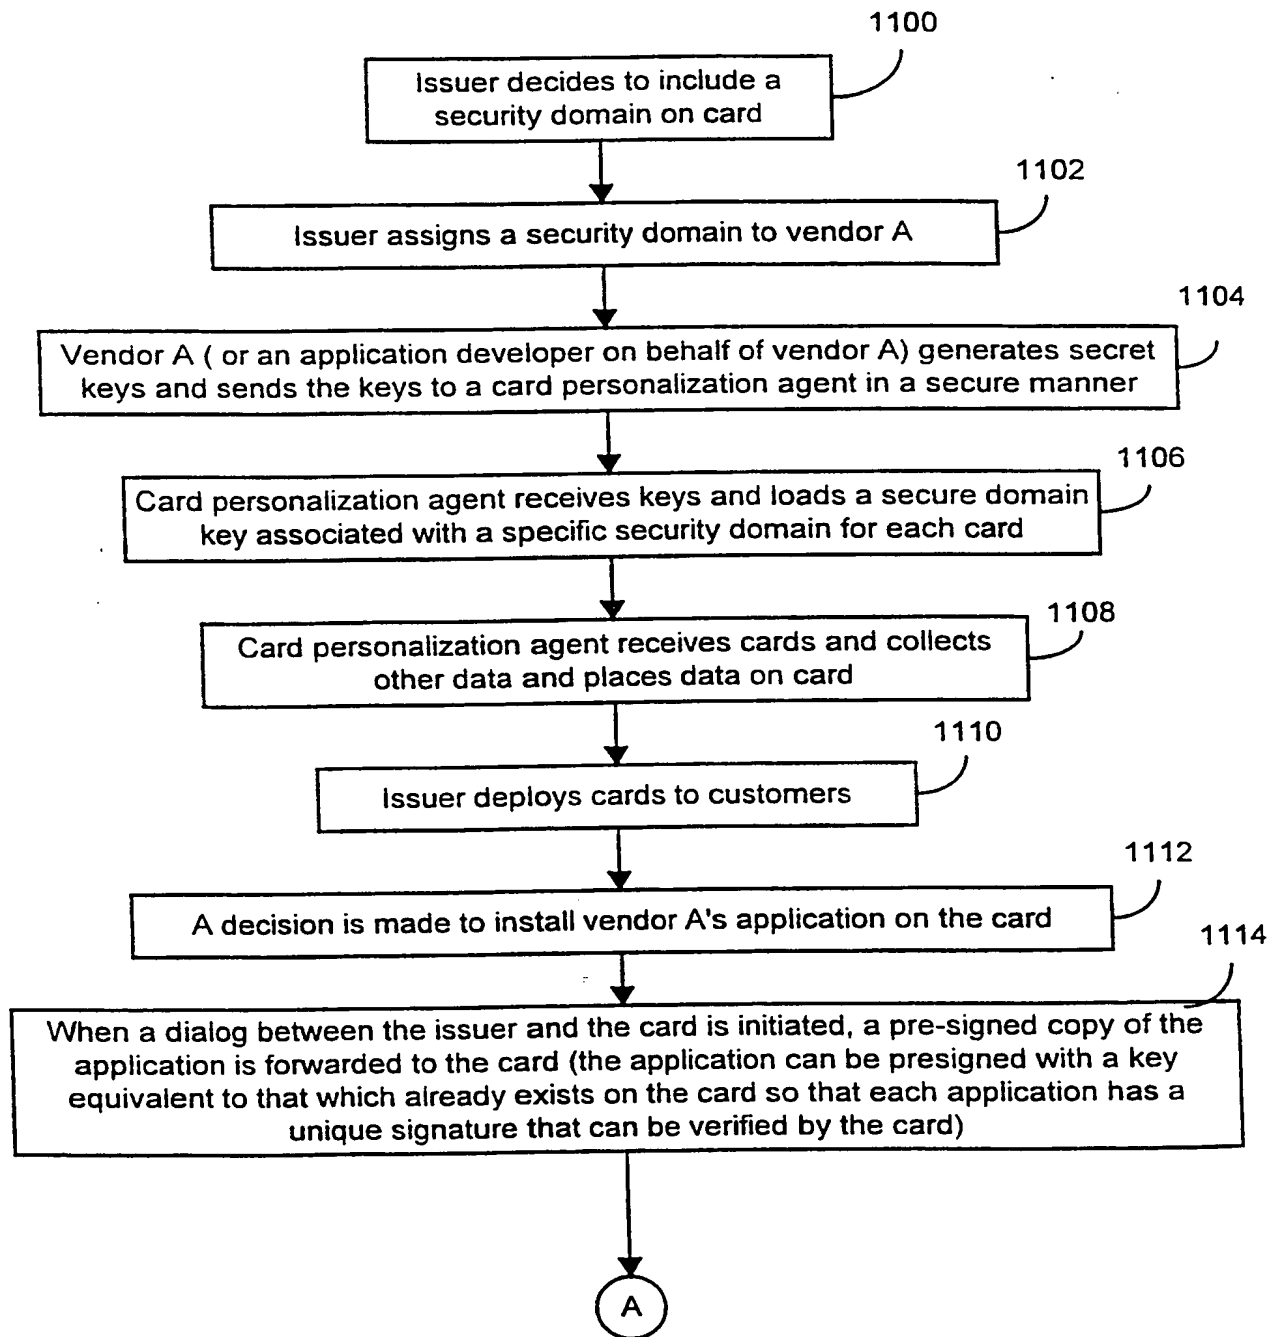 1100
Issuer decides to include a
security domain on card
1102
Issuer assigns a security domain to vendor A
1104
Vendor A ( or an application developer on behalf of vendor A) generates secret
keys and sends the keys to a card personalization agent in a secure manner
1106
Card personalization agent receives keys and loads a secure domain
key associated with a specific security domain for each card
1108
Card personalization agent receives cards and collects
other data and places data on card
1110
Issuer deploys cards to customers
1112
A decision is made to install vendor A's application on the card
1114
When a dialog between the issuer and the card is initiated, a pre-signed copy of the
application is forwarded to the card (the application can be presigned with a key
equivalent to that which already exists on the card so that each application has a
unique signature that can be verified by the card)
A